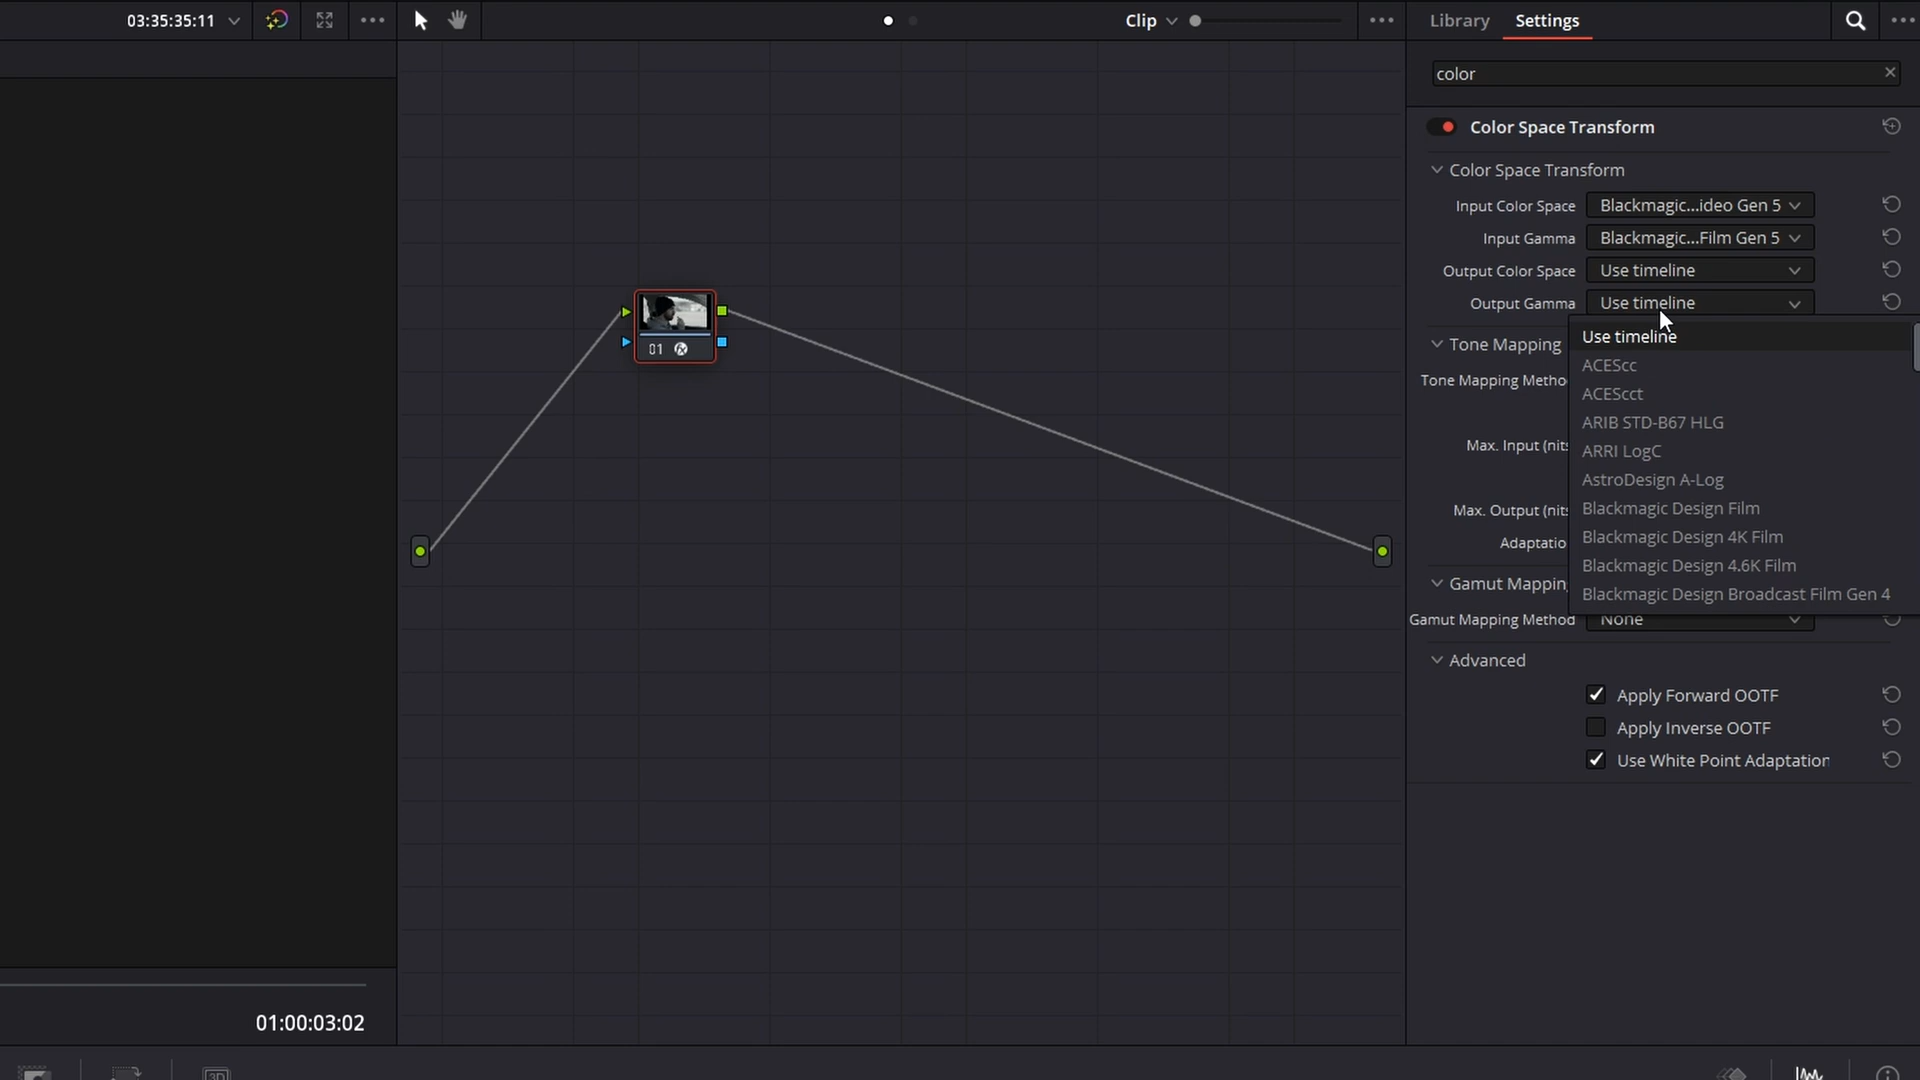 03:35:35:11
Clip
Library Settings
color
Color Space Transform
Color Space Transform
Input Color Space Blackmagic...ideo Gen 5
Input Gamma Blackmagic...Film Gen 5
Output Color Space Use timeline
Output Gamma Use timeline
Use timeline
Tone Mapping
ACEScc
Tone Mapping Metho
ACEScct
ARIB STD-B67 HLG
Max. Input (nits
ARRI LogC
AstroDesign A-Log
Max. Output (nits
Blackmagic Design Film
Adaptatio
Blackmagic Design 4K Film
Blackmagic Design 4.6K Film
Gamut Mappin
Blackmagic Design Broadcast Film Gen 4
Gamut Mapping Method None
Advanced
Apply Forward OOTF
Apply Inverse OOTF
Use White Point Adaptation
01
01:00:03:02
3D